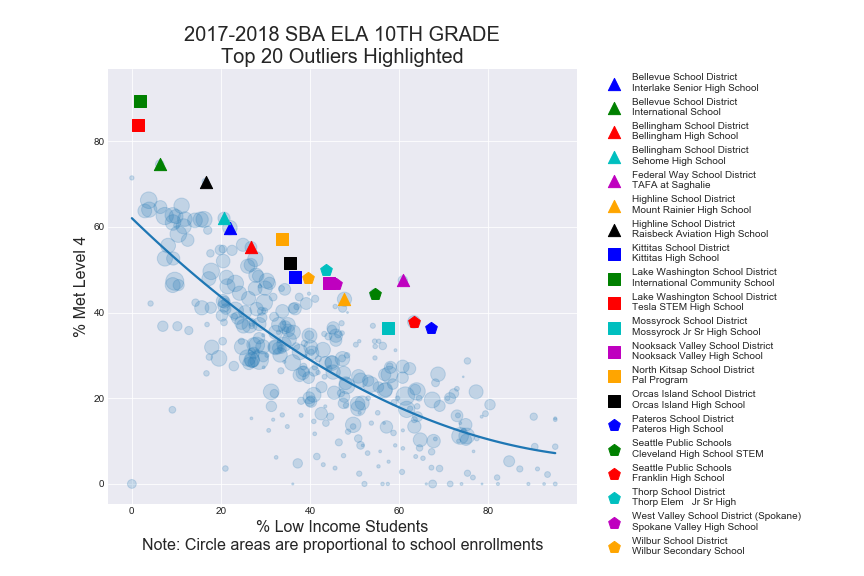 2017-2018 SBA ELA 10TH GRADE
Top 20 Outliers Highlighted
% Met Level 4
80
60
40
20
0
0 20 40 60 80
% Low Income Students
Note: Circle areas are proportional to school enrollments
Bellevue School District
Interlake Senior High School
Bellevue School District
International School
Bellingham School District
Bellingham High School
Bellingham School District
Sehome High School
Federal Way School District
TAFA at Saghalie
Highline School District
Mount Rainier High School
Highline School District
Raisbeck Aviation High School
Kittitas School District
Kittitas High School
Lake Washington School District
International Community School
Lake Washington School District
Tesla STEM High School
Mossyrock School District
Mossyrock Jr Sr High School
Nooksack Valley School District
Nooksack Valley High School
North Kitsap School District
Pal Program
Orcas Island School District
Orcas Island High School
Pateros School District
Pateros High School
Seattle Public Schools
Cleveland High School STEM
Seattle Public Schools
Franklin High School
Thorp School District
Thorp Elem   Jr Sr High
West Valley School District (Spokane)
Spokane Valley High School
Wilbur School District
Wilbur Secondary School